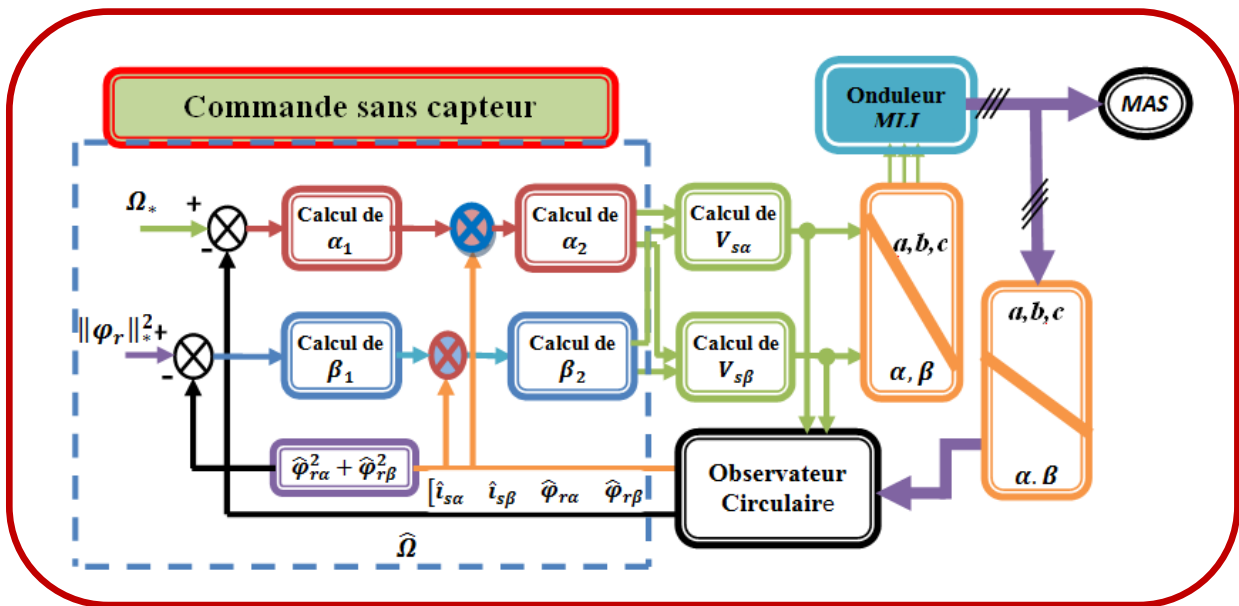 Commande sans capteur
Onduleur
MLI
MAS
Ω* +
-
Calcul de
α₁
Calcul de
α₂
Calcul de
Vsα
a,b,c
α,β
‖φr‖²* +
-
Calcul de
β₁
Calcul de
β₂
Calcul de
Vsβ
a,b,c
α.β
φ̂²rα + φ̂²rβ
[îsα îsβ φ̂rα φ̂rβ
Observateur
Circulaire
Ω̂